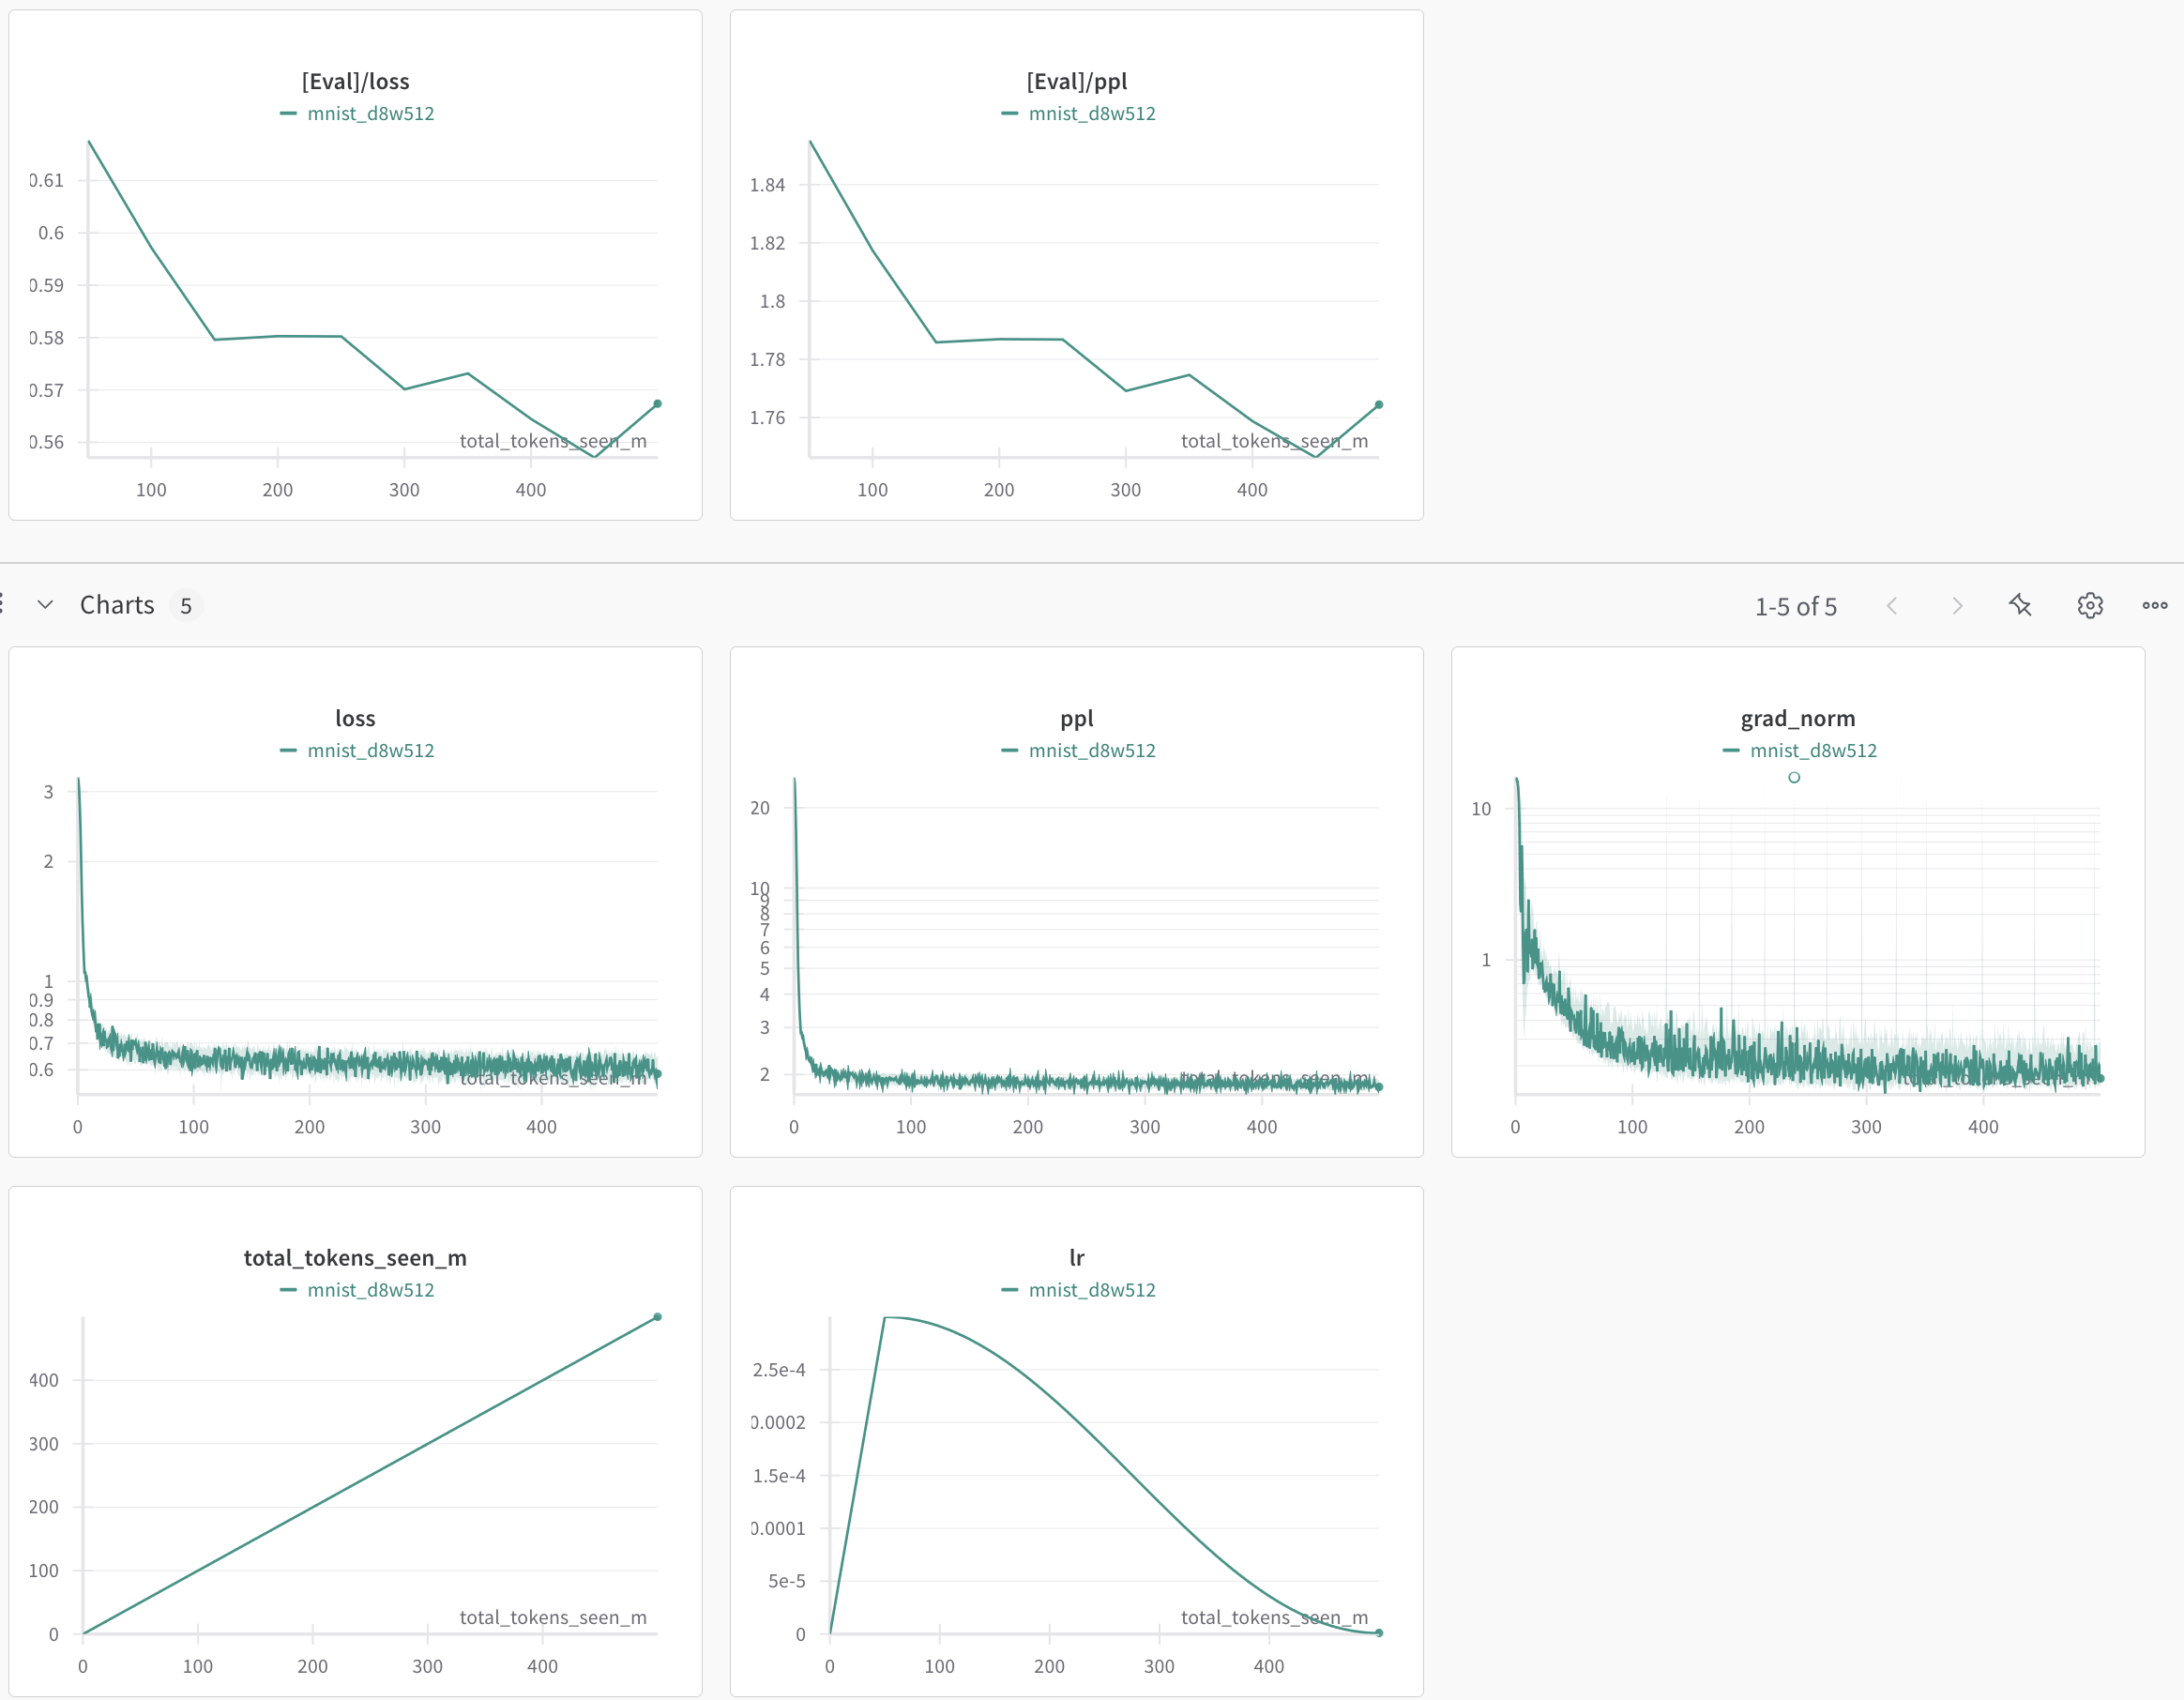 [Eval]/loss
mnist_d8w512
0.61
0.6
0.59
0.58
0.57
0.56
total_tokens_seen_m
100 200 300 400
[Eval]/ppl
mnist_d8w512
1.84
1.82
1.8
1.78
1.76
total_tokens_seen_m
100 200 300 400
Charts 5
1-5 of 5
loss
mnist_d8w512
3
2
1
0.9
0.8
0.7
0.6
total_tokens_seen_m
0 100 200 300 400
ppl
mnist_d8w512
20
10
9
8
7
6
5
4
3
2
total_tokens_seen_m
0 100 200 300 400
grad_norm
mnist_d8w512
10
1
total_tokens_seen_m
0 100 200 300 400
total_tokens_seen_m
mnist_d8w512
400
300
200
100
0
total_tokens_seen_m
0 100 200 300 400
lr
mnist_d8w512
2.5e-4
0.0002
1.5e-4
0.0001
5e-5
0
total_tokens_seen_m
0 100 200 300 400